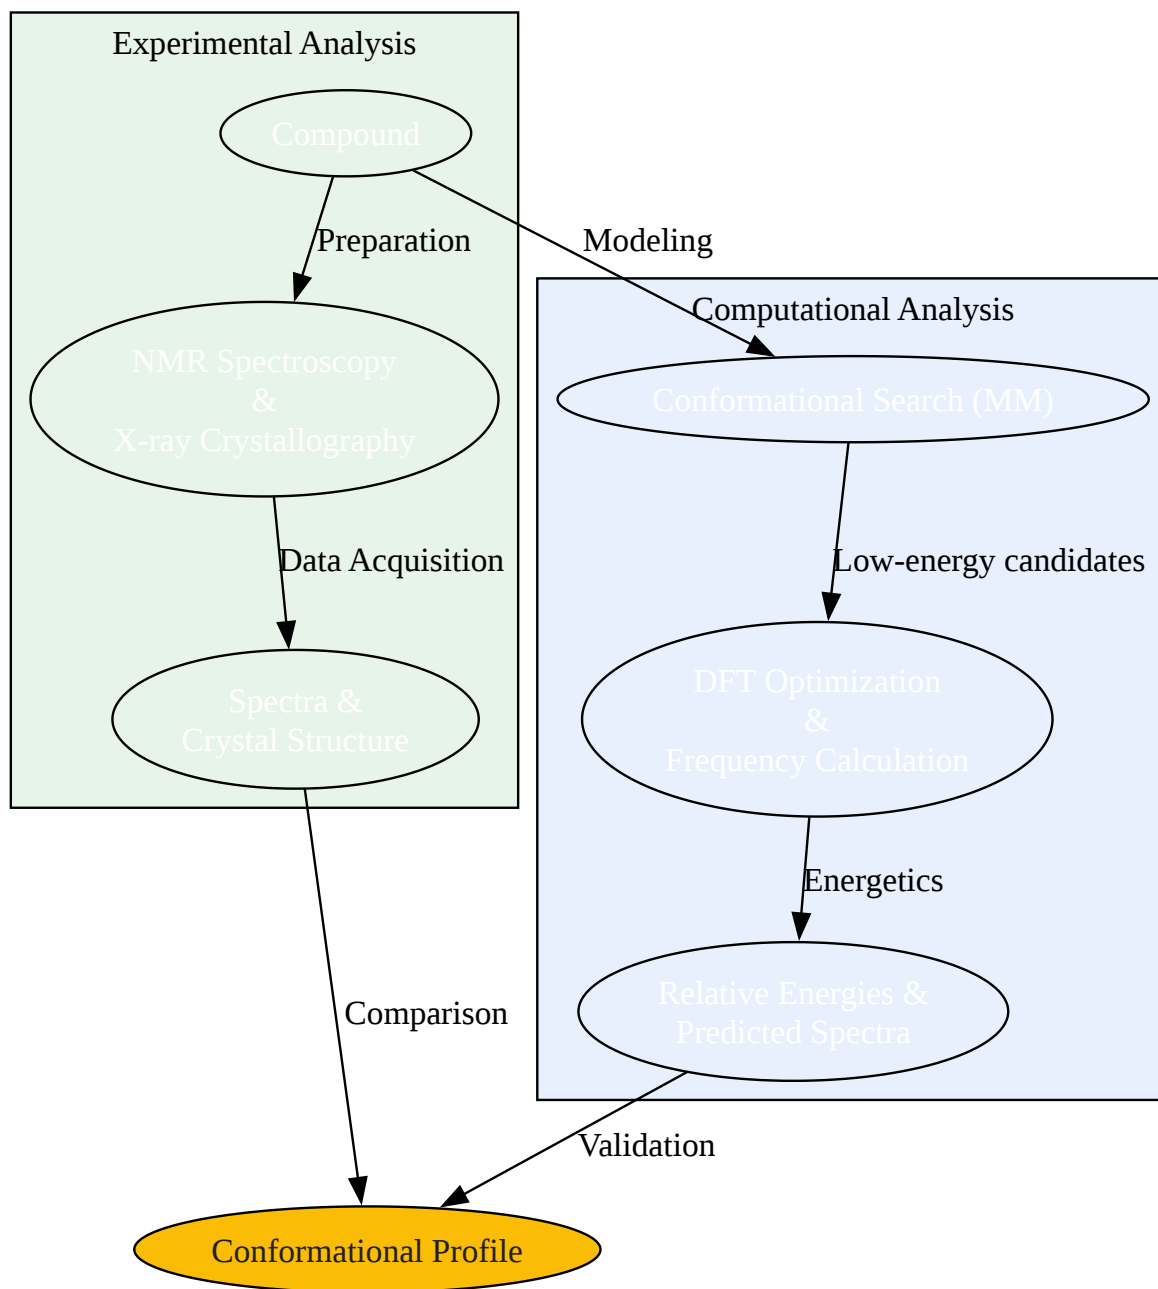 Experimental Analysis
Compound
Preparation
Modeling
Computational Analysis
NMR Spectroscopy
&
X-ray Crystallography
Conformational Search (MM)
Data Acquisition
Low-energy candidates
Spectra &
Crystal Structure
DFT Optimization
&
Frequency Calculation
Energetics
Relative Energies &
Predicted Spectra
Comparison
Validation
Conformational Profile